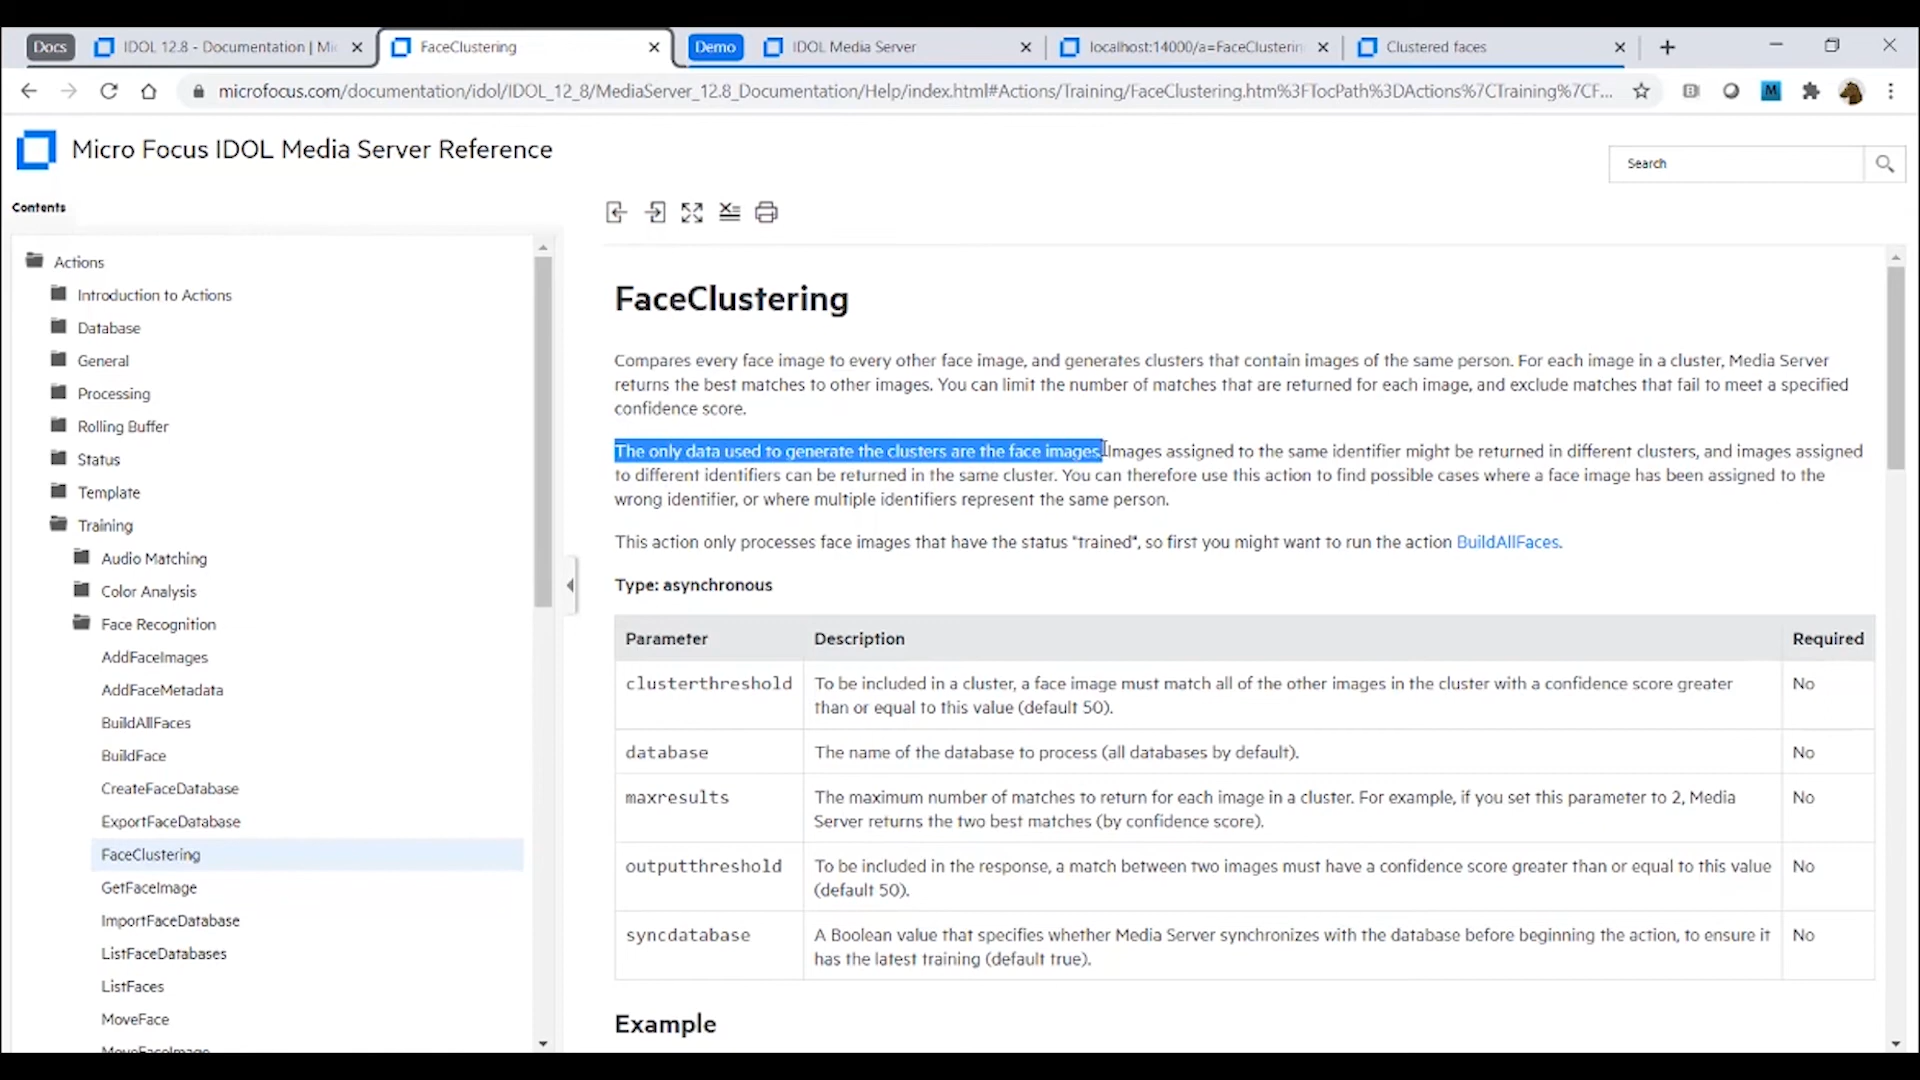 Docs
IDOL 12.8 - Documentation | Mi
FaceClustering
Demo
IDOL Media Server
localhost:14000/a=FaceClusterin
Clustered faces
microfocus.com/documentation/idol/IDOL_12_8/MediaServer_12.8_Documentation/Help/index.html#Actions/Training/FaceClustering.htm%3FTocPath%3DActions%7CTraining%7CF...
M
Micro Focus IDOL Media Server Reference
Search
Contents
Actions
Introduction to Actions
Database
General
Processing
Rolling Buffer
Status
Template
Training
Audio Matching
Color Analysis
Face Recognition
AddFaceImages
AddFaceMetadata
BuildAllFaces
BuildFace
CreateFaceDatabase
ExportFaceDatabase
FaceClustering
GetFaceImage
ImportFaceDatabase
ListFaceDatabases
ListFaces
MoveFace
MoveFaceImage
FaceClustering
Compares every face image to every other face image, and generates clusters that contain images of the same person. For each image in a cluster, Media Server
returns the best matches to other images. You can limit the number of matches that are returned for each image, and exclude matches that fail to meet a specified
confidence score.
The only data used to generate the clusters are the face images. Images assigned to the same identifier might be returned in different clusters, and images assigned
to different identifiers can be returned in the same cluster. You can therefore use this action to find possible cases where a face image has been assigned to the
wrong identifier, or where multiple identifiers represent the same person.
This action only processes face images that have the status "trained", so first you might want to run the action BuildAllFaces.
Type: asynchronous
Parameter Description Required
clusterthreshold To be included in a cluster, a face image must match all of the other images in the cluster with a confidence score greater No
than or equal to this value (default 50).
database The name of the database to process (all databases by default). No
maxresults The maximum number of matches to return for each image in a cluster. For example, if you set this parameter to 2, Media No
Server returns the two best matches (by confidence score).
outputthreshold To be included in the response, a match between two images must have a confidence score greater than or equal to this value No
(default 50).
syncdatabase A Boolean value that specifies whether Media Server synchronizes with the database before beginning the action, to ensure it No
has the latest training (default true).
Example